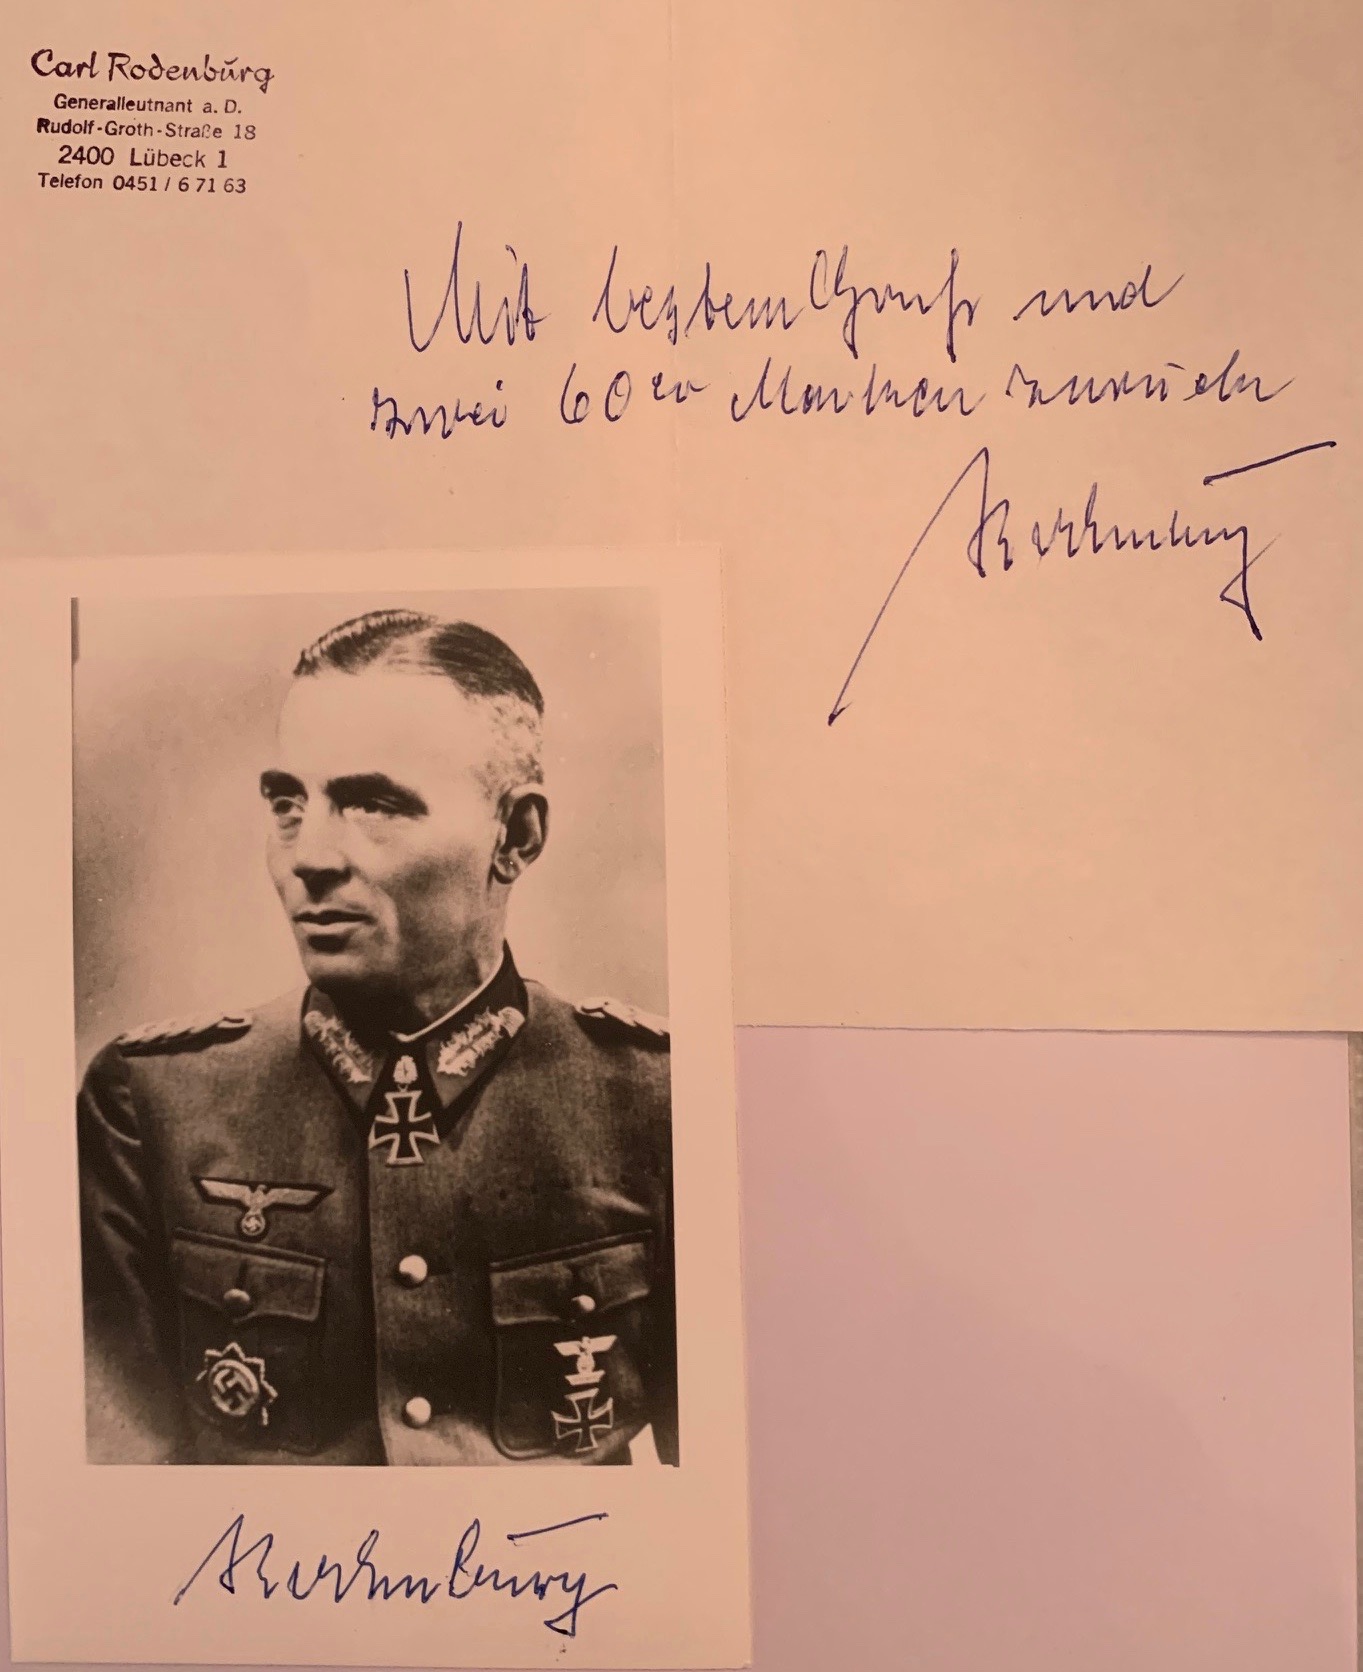 Carl Rodenburg
Generalleutnant a. D.
Rudolf-Groth-Straße 18
2400 Lübeck 1
Telefon 0451 / 6 71 63
Mit bestem Gruß und
zwei 60er Marken zurück
Rodenburg
Rodenburg